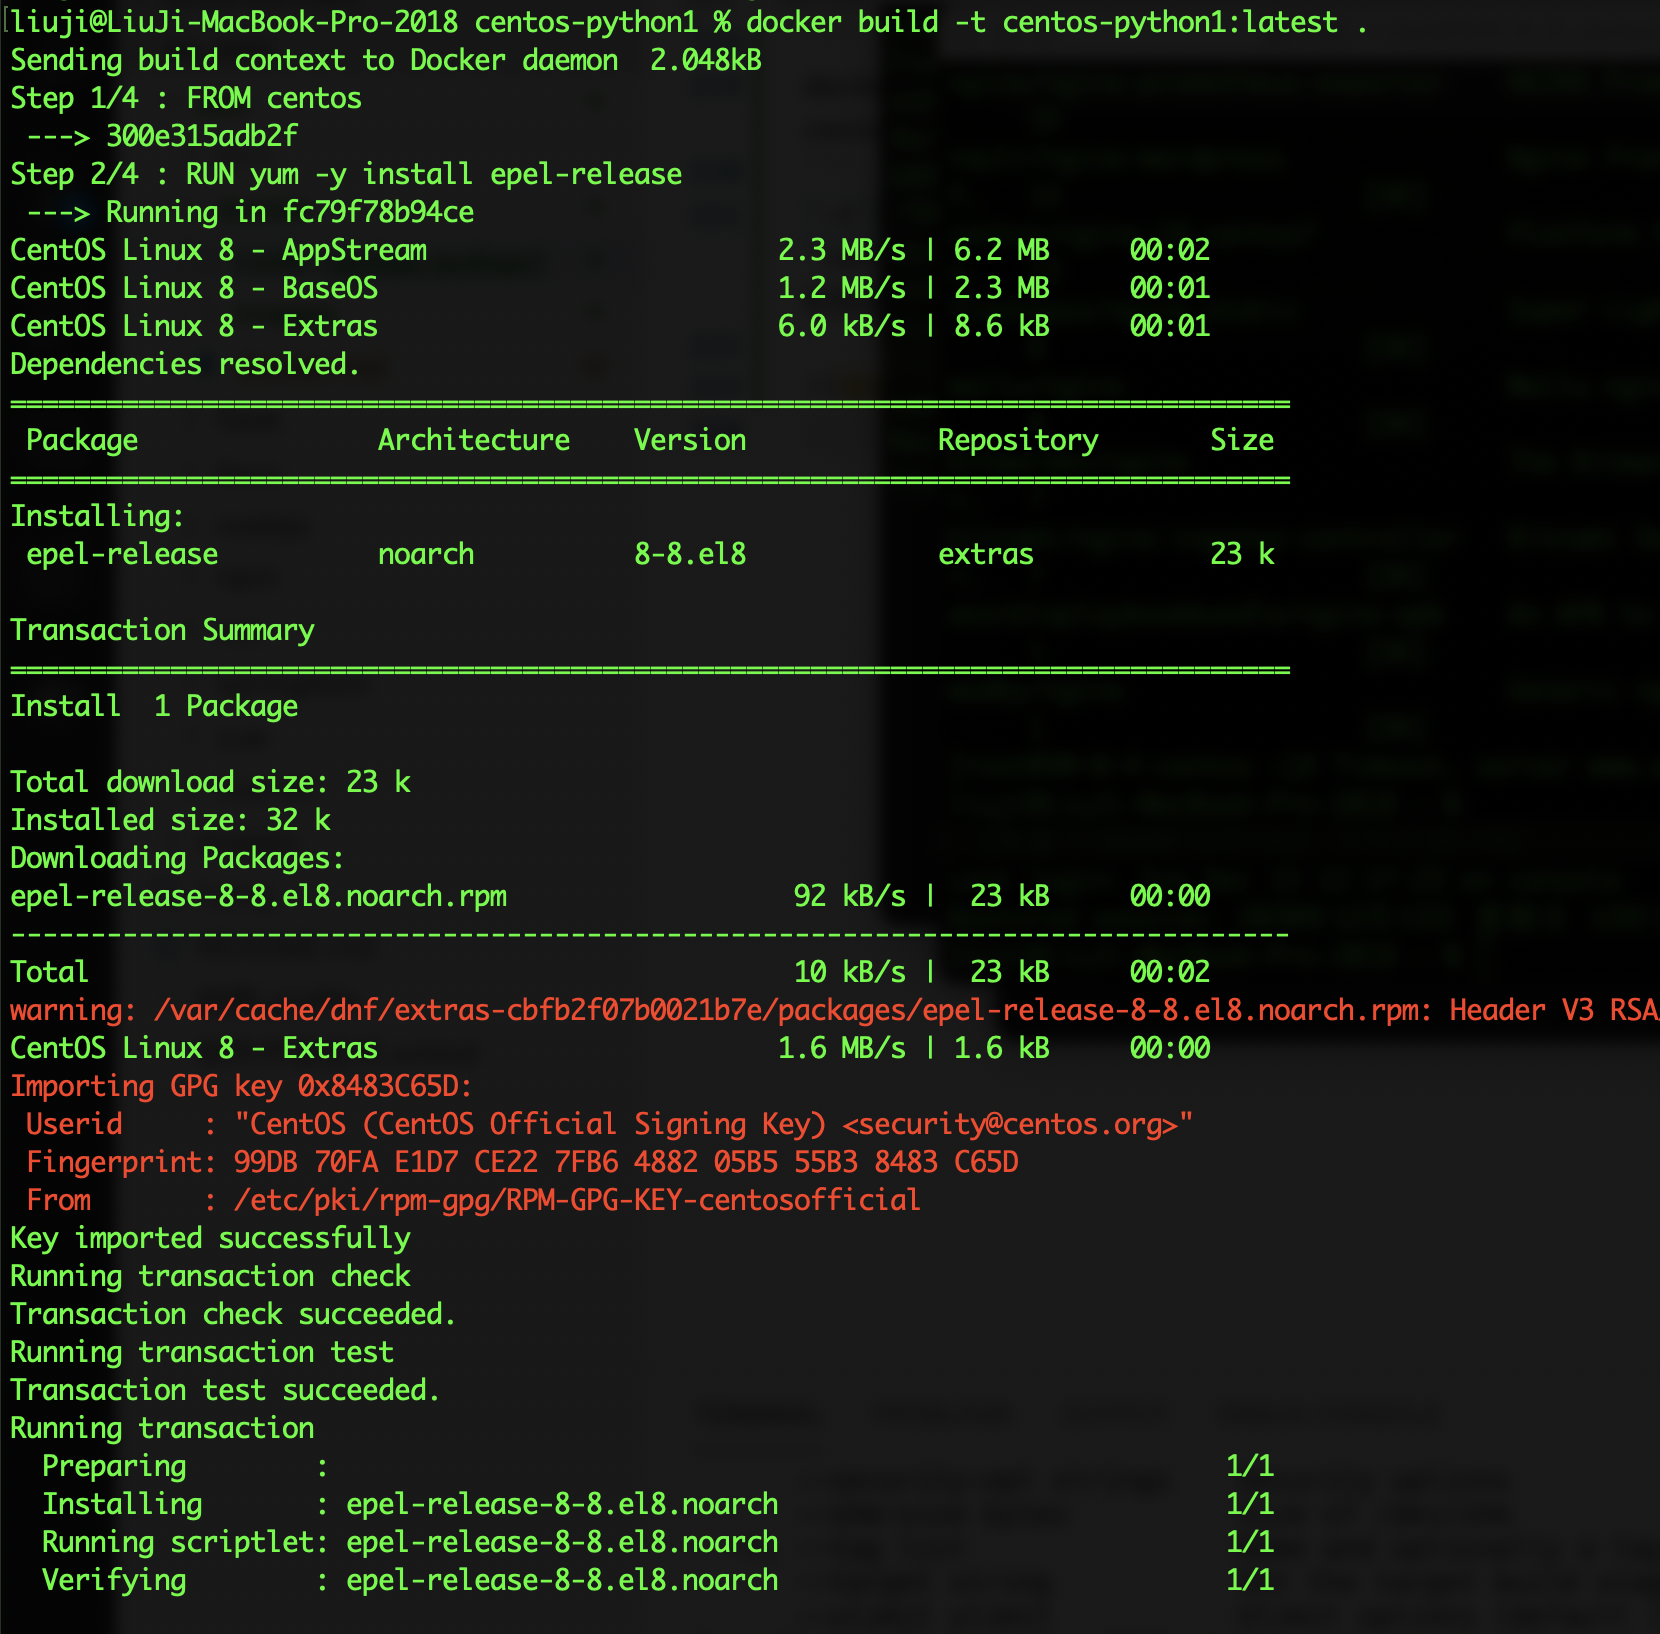 liuji@LiuJi-MacBook-Pro-2018 centos-python1 % docker build -t centos-python1:latest .
Sending build context to Docker daemon  2.048kB
Step 1/4 : FROM centos
 ---> 300e315adb2f
Step 2/4 : RUN yum -y install epel-release
 ---> Running in fc79f78b94ce
CentOS Linux 8 - AppStream                      2.3 MB/s | 6.2 MB     00:02
CentOS Linux 8 - BaseOS                         1.2 MB/s | 2.3 MB     00:01
CentOS Linux 8 - Extras                         6.0 kB/s | 8.6 kB     00:01
Dependencies resolved.
================================================================================
 Package               Architecture    Version            Repository       Size
================================================================================
Installing:
 epel-release          noarch          8-8.el8            extras           23 k

Transaction Summary
================================================================================
Install  1 Package

Total download size: 23 k
Installed size: 32 k
Downloading Packages:
epel-release-8-8.el8.noarch.rpm                  92 kB/s |  23 kB     00:00
--------------------------------------------------------------------------------
Total                                            10 kB/s |  23 kB     00:02
warning: /var/cache/dnf/extras-cbfb2f07b0021b7e/packages/epel-release-8-8.el8.noarch.rpm: Header V3 RSA
CentOS Linux 8 - Extras                         1.6 MB/s | 1.6 kB     00:00
Importing GPG key 0x8483C65D:
 Userid     : "CentOS (CentOS Official Signing Key) <security@centos.org>"
 Fingerprint: 99DB 70FA E1D7 CE22 7FB6 4882 05B5 55B3 8483 C65D
 From       : /etc/pki/rpm-gpg/RPM-GPG-KEY-centosofficial
Key imported successfully
Running transaction check
Transaction check succeeded.
Running transaction test
Transaction test succeeded.
Running transaction
  Preparing        :                                                        1/1
  Installing       : epel-release-8-8.el8.noarch                            1/1
  Running scriptlet: epel-release-8-8.el8.noarch                            1/1
  Verifying        : epel-release-8-8.el8.noarch                            1/1